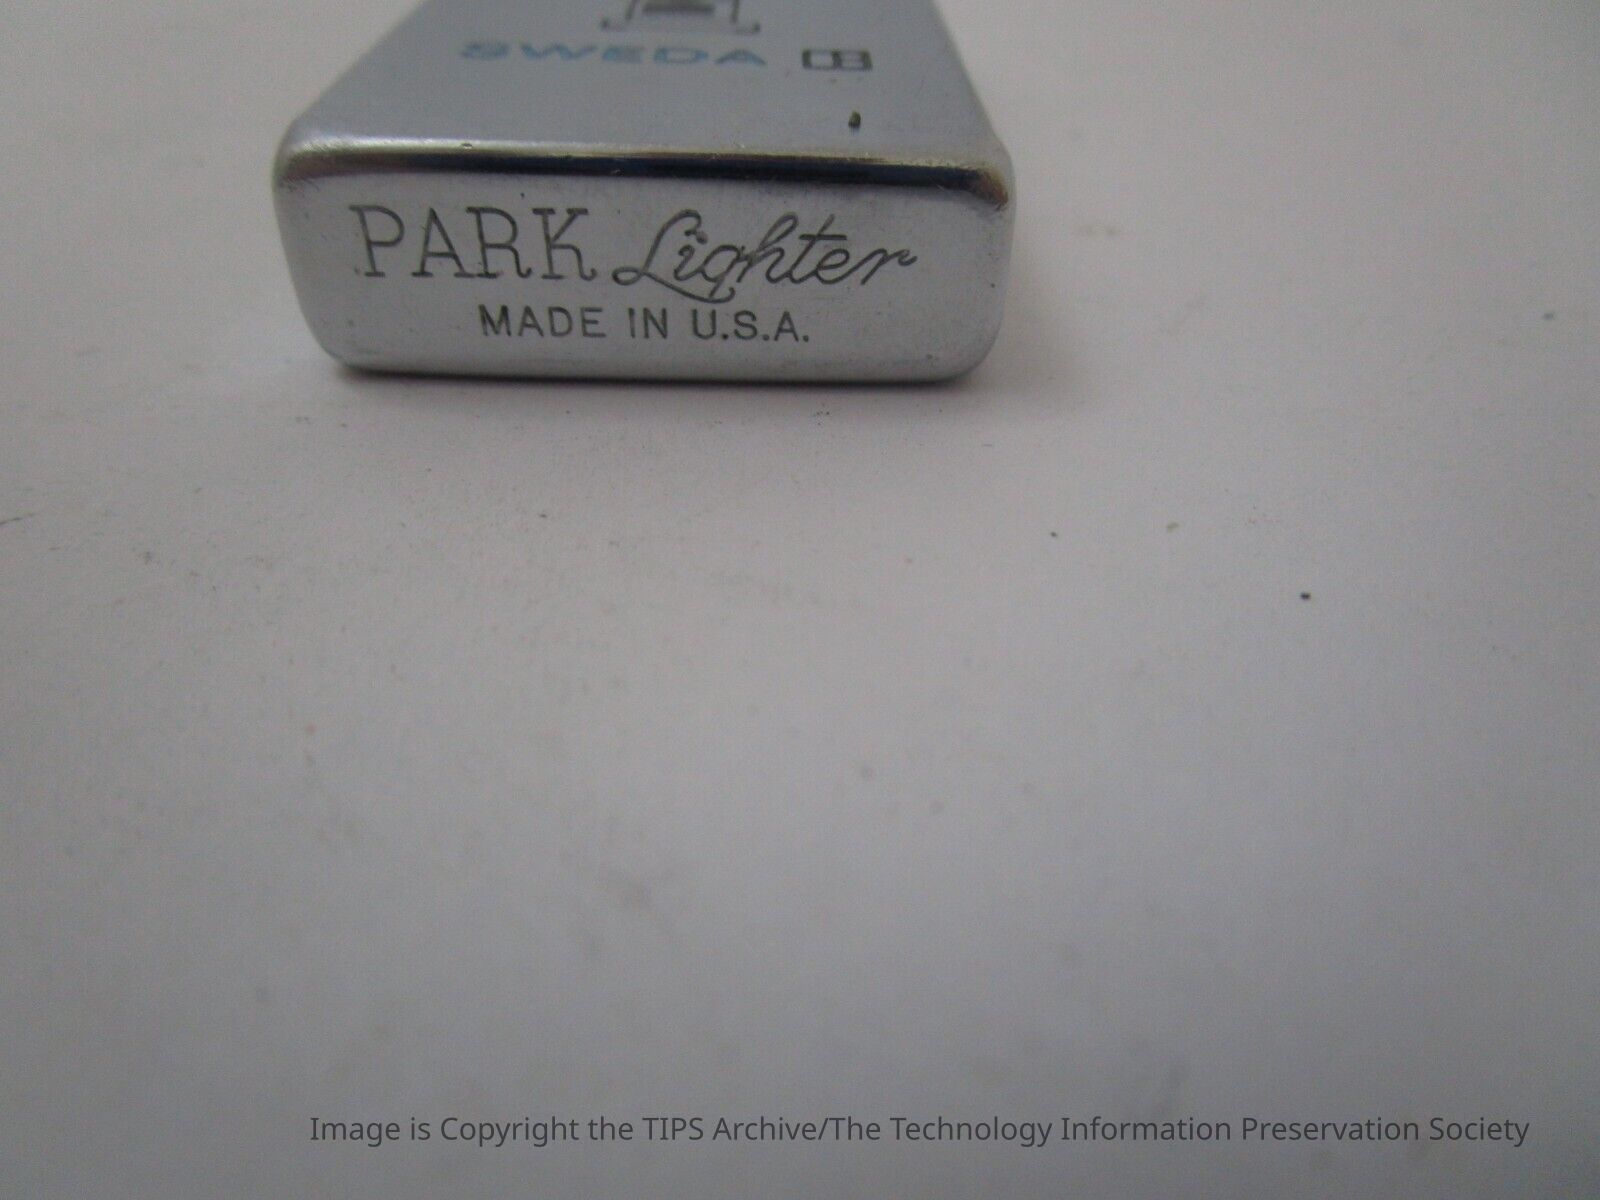 SWEDA
PARK Lighter
MADE IN U.S.A.
Image is Copyright the TIPS Archive/The Technology Information Preservation Society